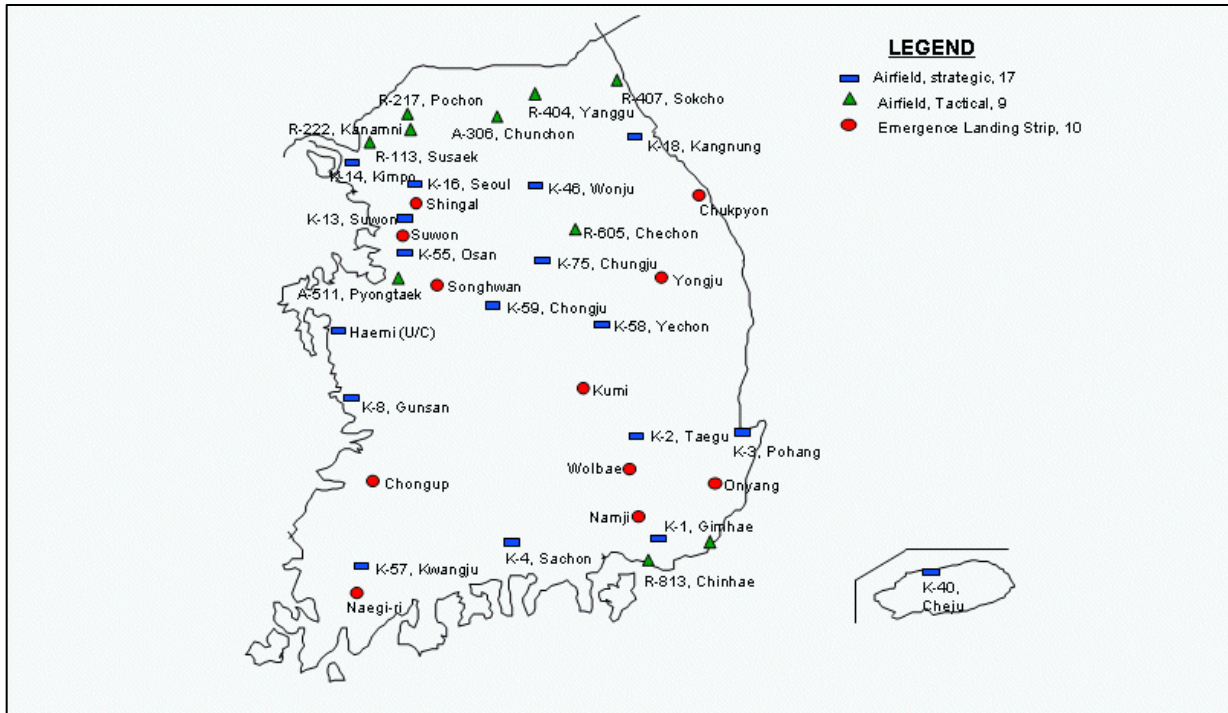 LEGEND
Airfield, strategic, 17
Airfield, Tactical, 9
Emergence Landing Strip, 10
R-217, Pochon
R-407, Sokcho
R-404, Yanggu
R-222, Kanamni
A-306, Chunchon
K-18, Kangnung
R-113, Susaek
K-14, Kimpo
K-16, Seoul
K-46, Wonju
Shingal
Chukpyon
K-13, Suwon
Suwon
R-605, Chechon
K-55, Osan
K-75, Chungju
Yongju
Songhwan
A-511, Pyongtaek
K-59, Chongju
K-58, Yechon
Haemi (U/C)
Kumi
K-8, Gunsan
K-2, Taegu
K-3, Pohang
Wolbae
Chongup
Onyang
Namji
K-1, Gimhae
K-4, Sachon
K-57, Kwangju
R-813, Chinhae
K-40,
Cheju
Naegi-ri